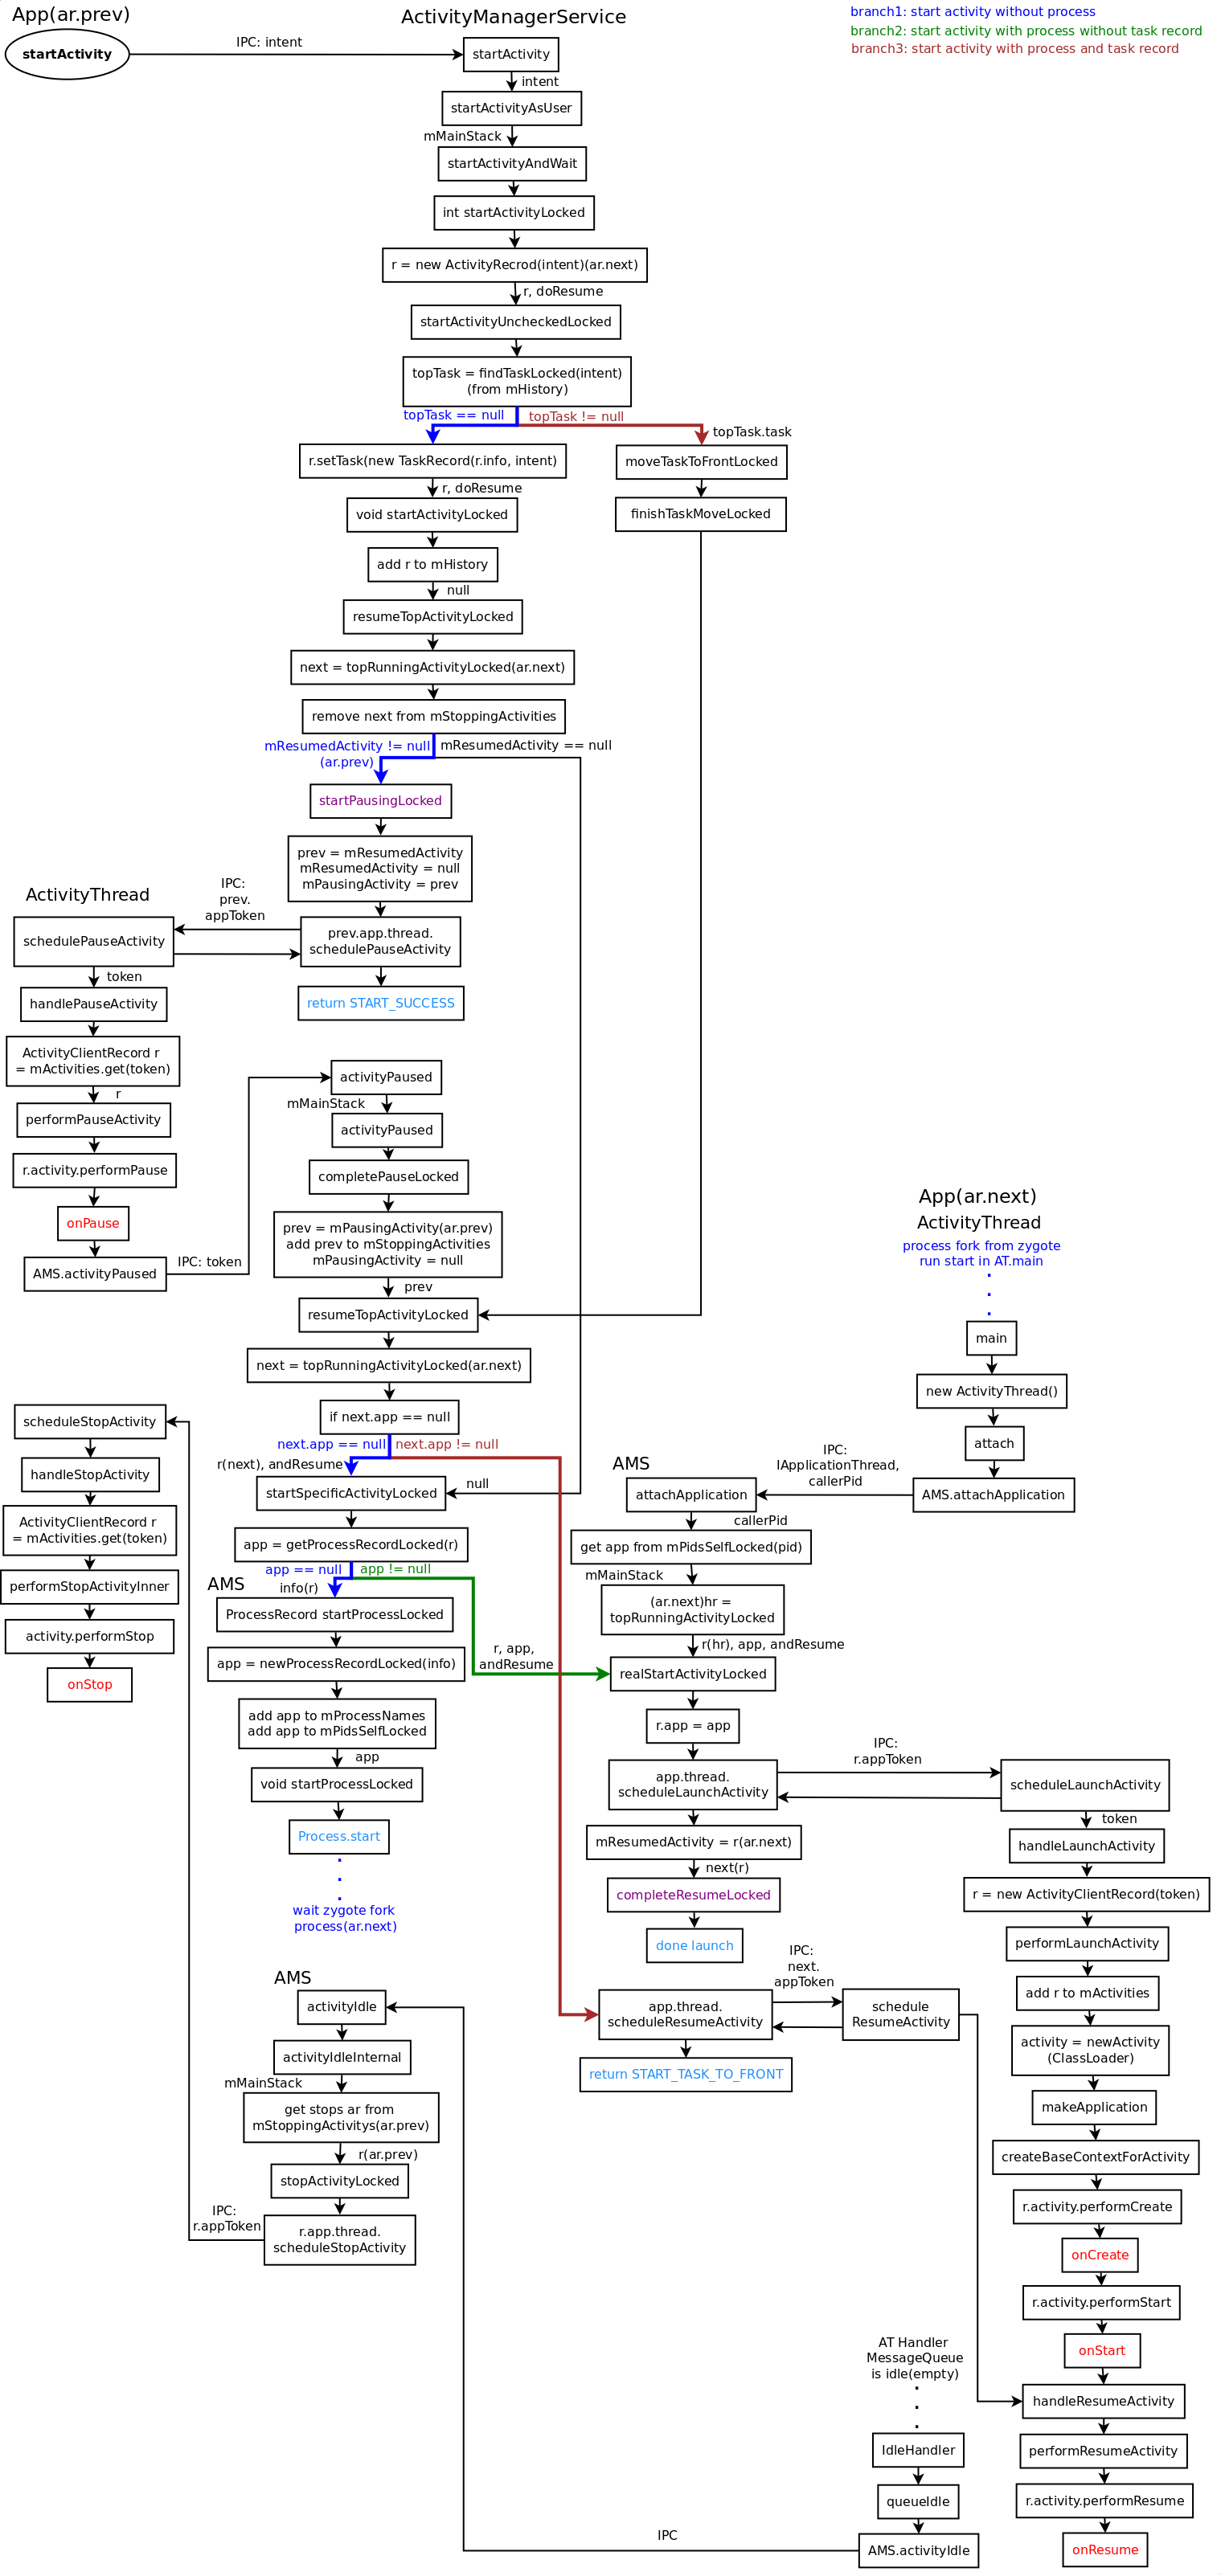 App(ar.prev)
startActivity
IPC: intent
ActivityManagerService
branch1: start activity without process
branch2: start activity with process without task record
branch3: start activity with process and task record
startActivity
intent
startActivityAsUser
mMainStack
startActivityAndWait
int startActivityLocked
r = new ActivityRecrod(intent)(ar.next)
r, doResume
startActivityUncheckedLocked
topTask = findTaskLocked(intent)
(from mHistory)
topTask == null
topTask != null
topTask.task
r.setTask(new TaskRecord(r.info, intent)
moveTaskToFrontLocked
r, doResume
void startActivityLocked
finishTaskMoveLocked
add r to mHistory
null
resumeTopActivityLocked
next = topRunningActivityLocked(ar.next)
remove next from mStoppingActivities
mResumedActivity != null
(ar.prev)
mResumedActivity == null
startPausingLocked
prev = mResumedActivity
mResumedActivity = null
mPausingActivity = prev
ActivityThread
IPC:
prev.
appToken
schedulePauseActivity
prev.app.thread.
schedulePauseActivity
token
handlePauseActivity
return START_SUCCESS
ActivityClientRecord r
= mActivities.get(token)
r
performPauseActivity
r.activity.performPause
onPause
AMS.activityPaused
IPC: token
activityPaused
mMainStack
activityPaused
completePauseLocked
prev = mPausingActivity(ar.prev)
add prev to mStoppingActivities
mPausingActivity = null
prev
resumeTopActivityLocked
next = topRunningActivityLocked(ar.next)
if next.app == null
next.app == null
next.app != null
r(next), andResume
startSpecificActivityLocked
null
app = getProcessRecordLocked(r)
app == null
app != null
AMS
info(r)
ProcessRecord startProcessLocked
app = newProcessRecordLocked(info)
r, app,
andResume
add app to mProcessNames
add app to mPidsSelfLocked
app
void startProcessLocked
Process.start
.
.
.
wait zygote fork
process(ar.next)
scheduleStopActivity
handleStopActivity
ActivityClientRecord r
= mActivities.get(token)
performStopActivityInner
activity.performStop
onStop
App(ar.next)
ActivityThread
process fork from zygote
run start in AT.main
.
.
.
main
new ActivityThread()
attach
AMS.attachApplication
IPC:
IApplicationThread,
callerPid
AMS
attachApplication
callerPid
get app from mPidsSelfLocked(pid)
mMainStack
(ar.next)hr =
topRunningActivityLocked
r(hr), app, andResume
realStartActivityLocked
r.app = app
app.thread.
scheduleLaunchActivity
IPC:
r.appToken
scheduleLaunchActivity
mResumedActivity = r(ar.next)
next(r)
completeResumeLocked
done launch
token
handleLaunchActivity
r = new ActivityClientRecord(token)
performLaunchActivity
add r to mActivities
activity = newActivity
(ClassLoader)
makeApplication
createBaseContextForActivity
r.activity.performCreate
onCreate
r.activity.performStart
onStart
handleResumeActivity
performResumeActivity
r.activity.performResume
onResume
IPC:
next.
appToken
app.thread.
scheduleResumeActivity
schedule
ResumeActivity
return START_TASK_TO_FRONT
AMS
activityIdle
activityIdleInternal
mMainStack
get stops ar from
mStoppingActivitys(ar.prev)
r(ar.prev)
stopActivityLocked
IPC:
r.appToken
r.app.thread.
scheduleStopActivity
AT Handler
MessageQueue
is idle(empty)
.
.
.
IdleHandler
queueIdle
AMS.activityIdle
IPC